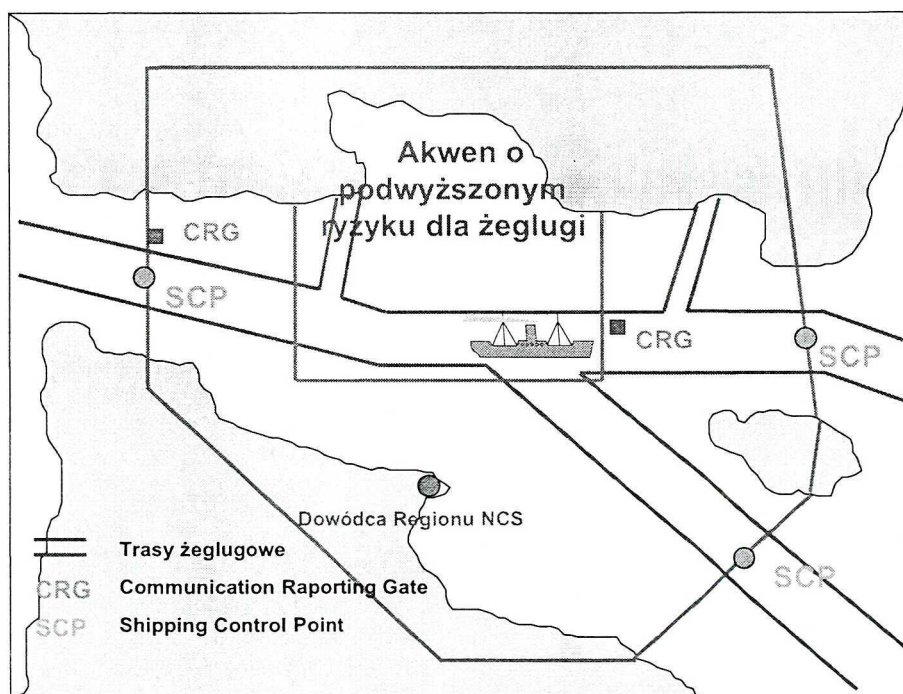 Akwen o
podwyższonym
ryzyku dla żeglugi
CRG
SCP
CRG
SCP
Dowódca Regionu NCS
SCP
Trasy żeglugowe
CRG Communication Raporting Gate
SCP Shipping Control Point